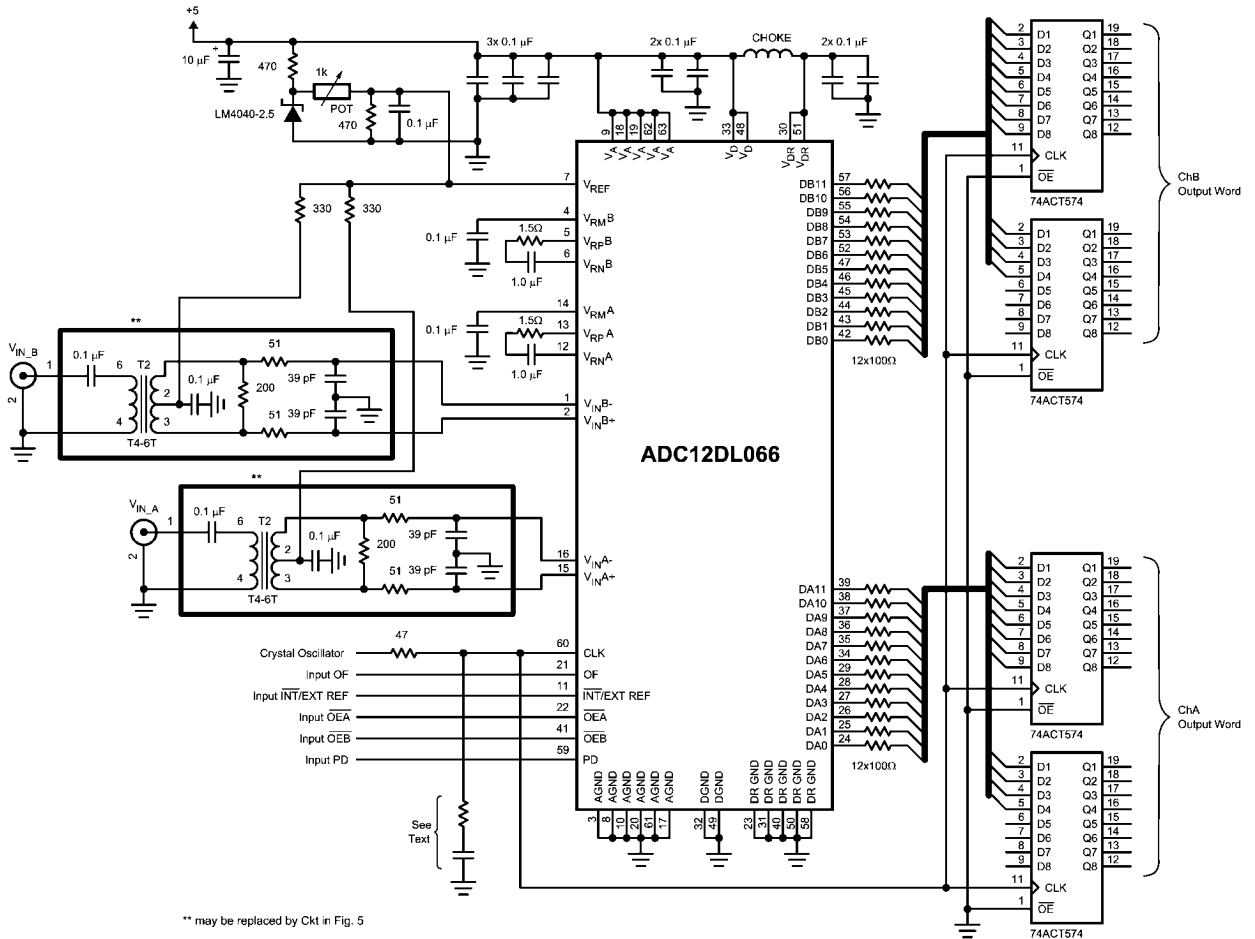 +5
10 µF
+
470
1k
POT
LM4040-2.5
470
0.1 µF
3x 0.1 µF
2x 0.1 µF
CHOKE
2x 0.1 µF
9 18 19 62 63
33 48
30 51
VA VA VA VA VA
VD VD
VDR VDR
330
330
7 VREF
4 VRMB
0.1 µF
1.5Ω
5 VRPB
6 VRNB
1.0 µF
14 VRMA
0.1 µF
1.5Ω
13 VRPA
12 VRNA
1.0 µF
**
VIN_B
1
2
0.1 µF
6 T2
4
2
3
T4-6T
0.1 µF
200
51
39 pF
51 39 pF
1 VINB-
2 VINB+
**
VIN_A
1
2
0.1 µF
6 T2
4
2
3
T4-6T
0.1 µF
200
51
39 pF
51 39 pF
16 VINA-
15 VINA+
ADC12DL066
Crystal Oscillator 47 60 CLK
Input OF 21 OF
Input INT/EXT REF 11 INT/EXT REF
Input OEA 22 OEA
Input OEB 41 OEB
Input PD 59 PD
See
Text
AGND AGND AGND AGND AGND AGND
3 8 10 20 61 17
DGND DGND
32 49
DR GND DR GND DR GND DR GND DR GND
23 31 40 50 58
DB11 57
DB10 56
DB9 55
DB8 54
DB7 53
DB6 52
DB5 47
DB4 46
DB3 45
DB2 44
DB1 43
DB0 42
12x100Ω
DA11 39
DA10 38
DA9 37
DA8 36
DA7 35
DA6 34
DA5 29
DA4 28
DA3 27
DA2 26
DA1 25
DA0 24
12x100Ω
2 D1 Q1 19
3 D2 Q2 18
4 D3 Q3 17
5 D4 Q4 16
6 D5 Q5 15
7 D6 Q6 14
8 D7 Q7 13
9 D8 Q8 12
11 CLK
1 OE
74ACT574
2 D1 Q1 19
3 D2 Q2 18
4 D3 Q3 17
5 D4 Q4 16
6 D5 Q5 15
7 D6 Q6 14
8 D7 Q7 13
9 D8 Q8 12
11 CLK
1 OE
74ACT574
ChB
Output Word
2 D1 Q1 19
3 D2 Q2 18
4 D3 Q3 17
5 D4 Q4 16
6 D5 Q5 15
7 D6 Q6 14
8 D7 Q7 13
9 D8 Q8 12
11 CLK
1 OE
74ACT574
2 D1 Q1 19
3 D2 Q2 18
4 D3 Q3 17
5 D4 Q4 16
6 D5 Q5 15
7 D6 Q6 14
8 D7 Q7 13
9 D8 Q8 12
11 CLK
1 OE
74ACT574
ChA
Output Word
** may be replaced by Ckt in Fig. 5